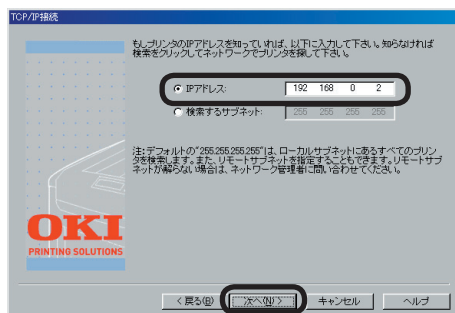 TCP/IP接続
もしプリンタのIPアドレスを知っていれば、以下に入力して下さい。知らなければ
検索をクリックしてネットワークでプリンタを探して下さい。
IPアドレス: 192 168 0 2
検索するサブネット: 255 255 255 255
注:デフォルトの"255.255.255.255"は、ローカルサブネットにあるすべてのプリン
タを検索します。また、リモートサブネットを指定することもできます。リモートサブ
ネットが解らない場合は、ネットワーク管理者に問い合わせてください。
OKI
PRINTING SOLUTIONS
< 戻る(B) 次へ(N) > キャンセル ヘルプ